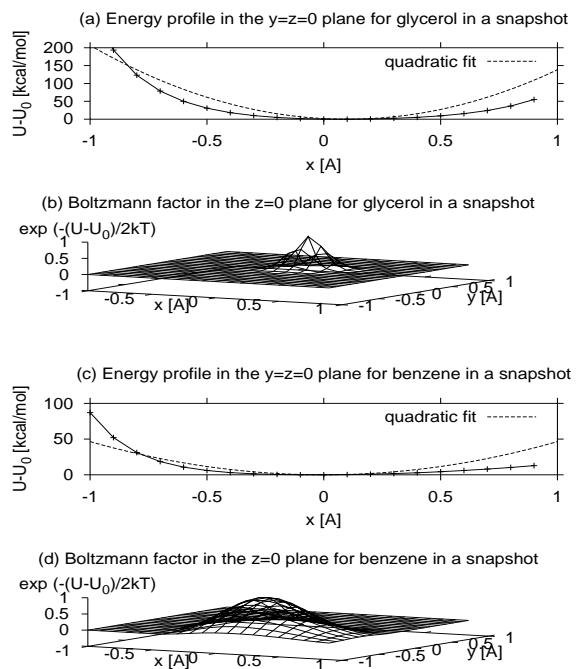 (a) Energy profile in the y=z=0 plane for glycerol in a snapshot
U-U0 [kcal/mol]
200
150
100
50
0
quadratic fit
-1 -0.5 0 0.5 1
x [A]
(b) Boltzmann factor in the z=0 plane for glycerol in a snapshot
exp (-(U-U0)/2kT)
1
0.5
0
-1 -0.5 0 0.5 1
x [A]
-1 -0.5 0 0.5 1
y [A]
(c) Energy profile in the y=z=0 plane for benzene in a snapshot
U-U0 [kcal/mol]
100
50
0
quadratic fit
-1 -0.5 0 0.5 1
x [A]
(d) Boltzmann factor in the z=0 plane for benzene in a snapshot
exp (-(U-U0)/2kT)
1
0.5
0
-1 -0.5 0 0.5 1
x [A]
-1 -0.5 0 0.5 1
y [A]